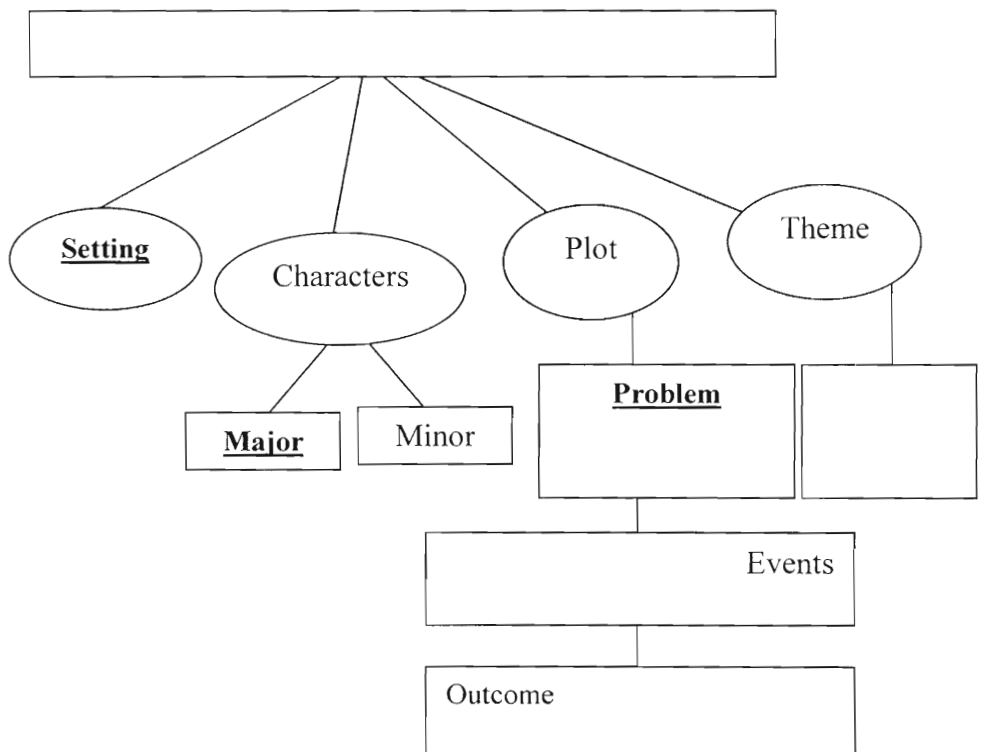 Setting
Characters
Plot
Theme
Major
Minor
Problem
Events
Outcome